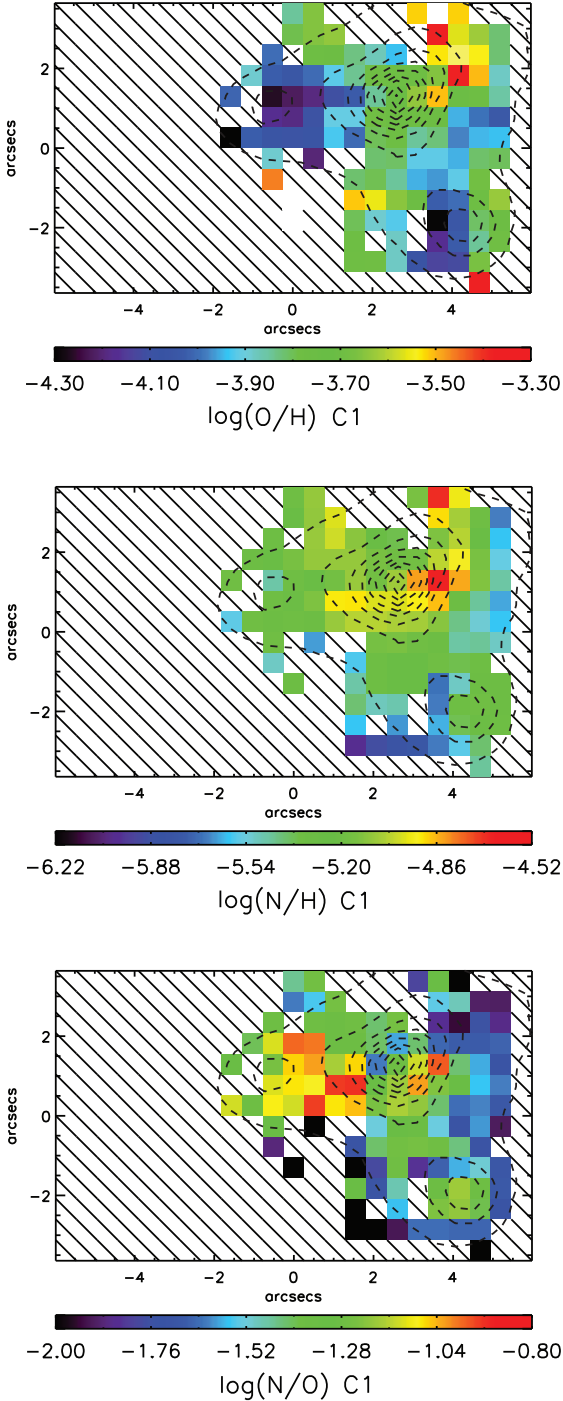 2
0
−2
arcsecs
−4 −2 0 2 4
arcsecs
−4.30 −4.10 −3.90 −3.70 −3.50 −3.30
log(O/H) C1
2
0
−2
arcsecs
−4 −2 0 2 4
arcsecs
−6.22 −5.88 −5.54 −5.20 −4.86 −4.52
log(N/H) C1
2
0
−2
arcsecs
−4 −2 0 2 4
arcsecs
−2.00 −1.76 −1.52 −1.28 −1.04 −0.80
log(N/O) C1